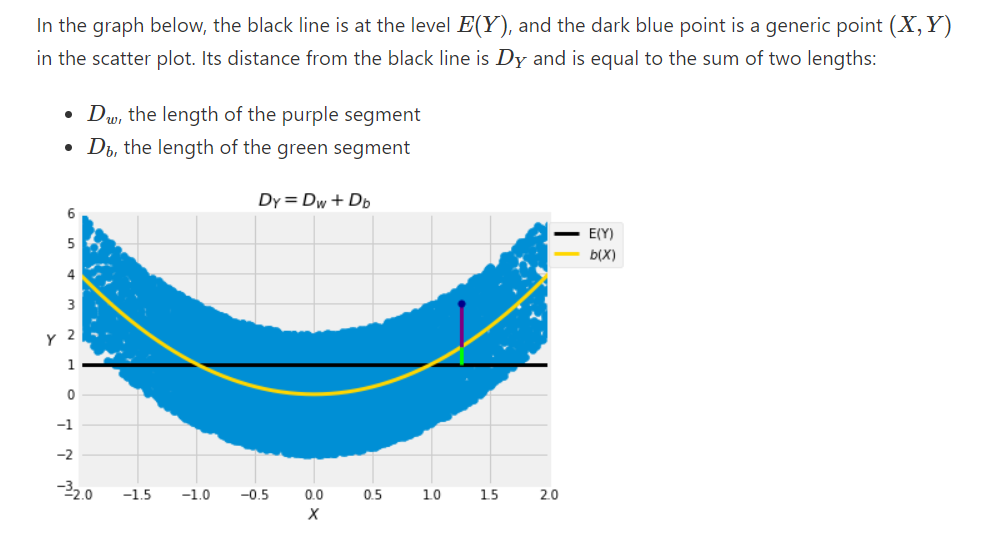 In the graph below, the black line is at the level E(Y), and the dark blue point is a generic point (X, Y)
in the scatter plot. Its distance from the black line is D_Y and is equal to the sum of two lengths:
• D_w, the length of the purple segment
• D_b, the length of the green segment
D_Y = D_w + D_b
6
5
4
3
2
1
0
−1
−2
−3
Y
E(Y)
b(X)
−2.0 −1.5 −1.0 −0.5 0.0 0.5 1.0 1.5 2.0
X